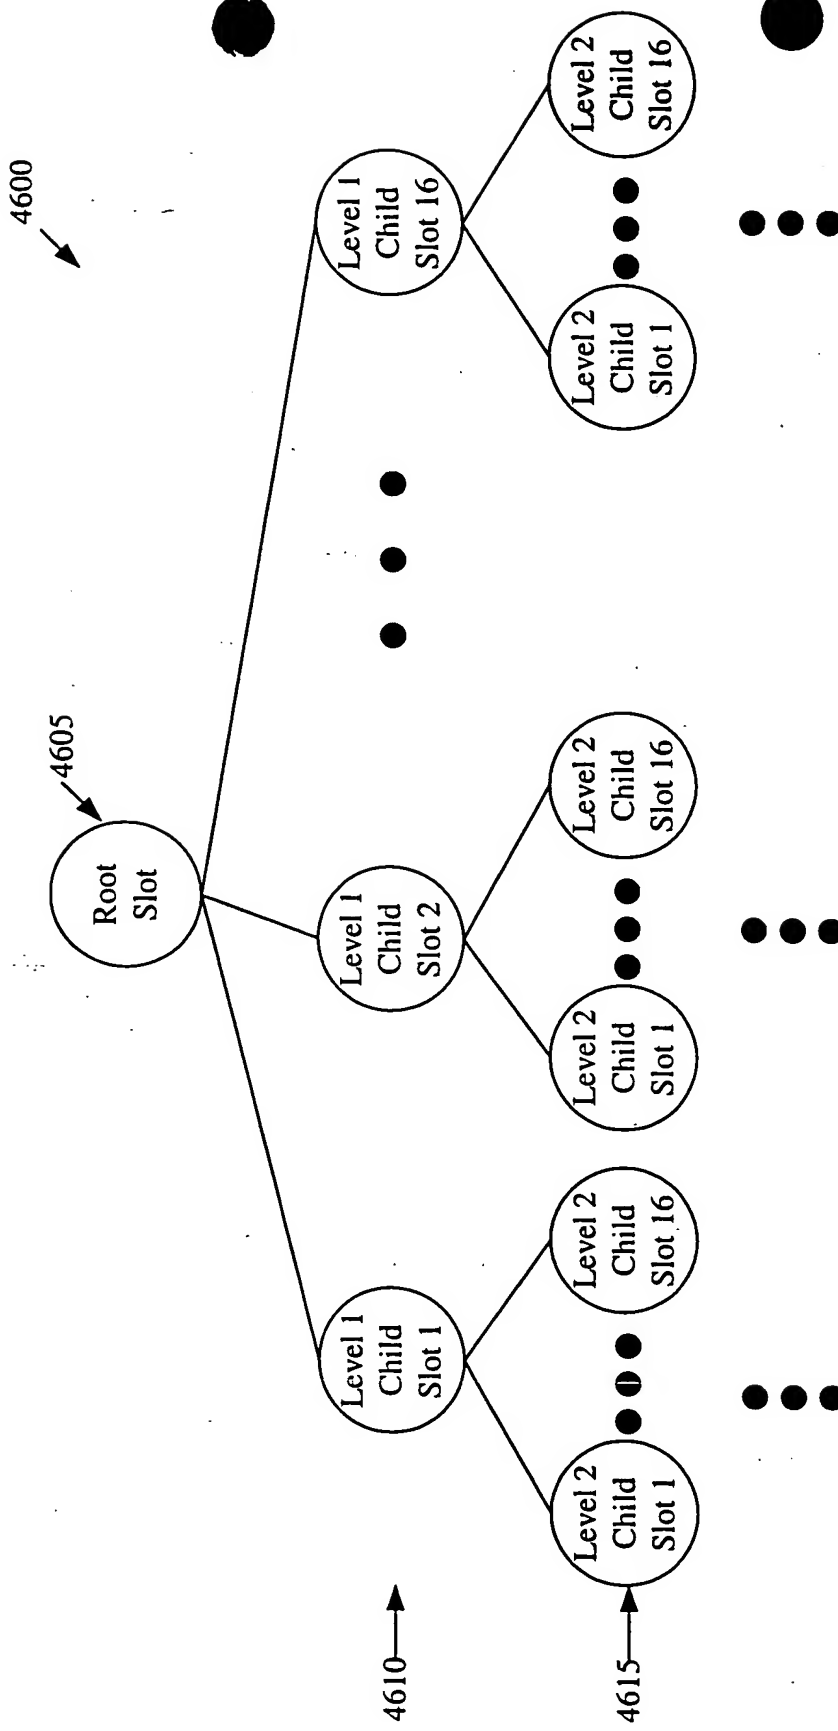 4600
4605
Root
Slot
4610
Level 1
Child
Slot 1
Level 1
Child
Slot 2
Level 1
Child
Slot 16
4615
Level 2
Child
Slot 1
Level 2
Child
Slot 16
Level 2
Child
Slot 1
Level 2
Child
Slot 16
Level 2
Child
Slot 1
Level 2
Child
Slot 16